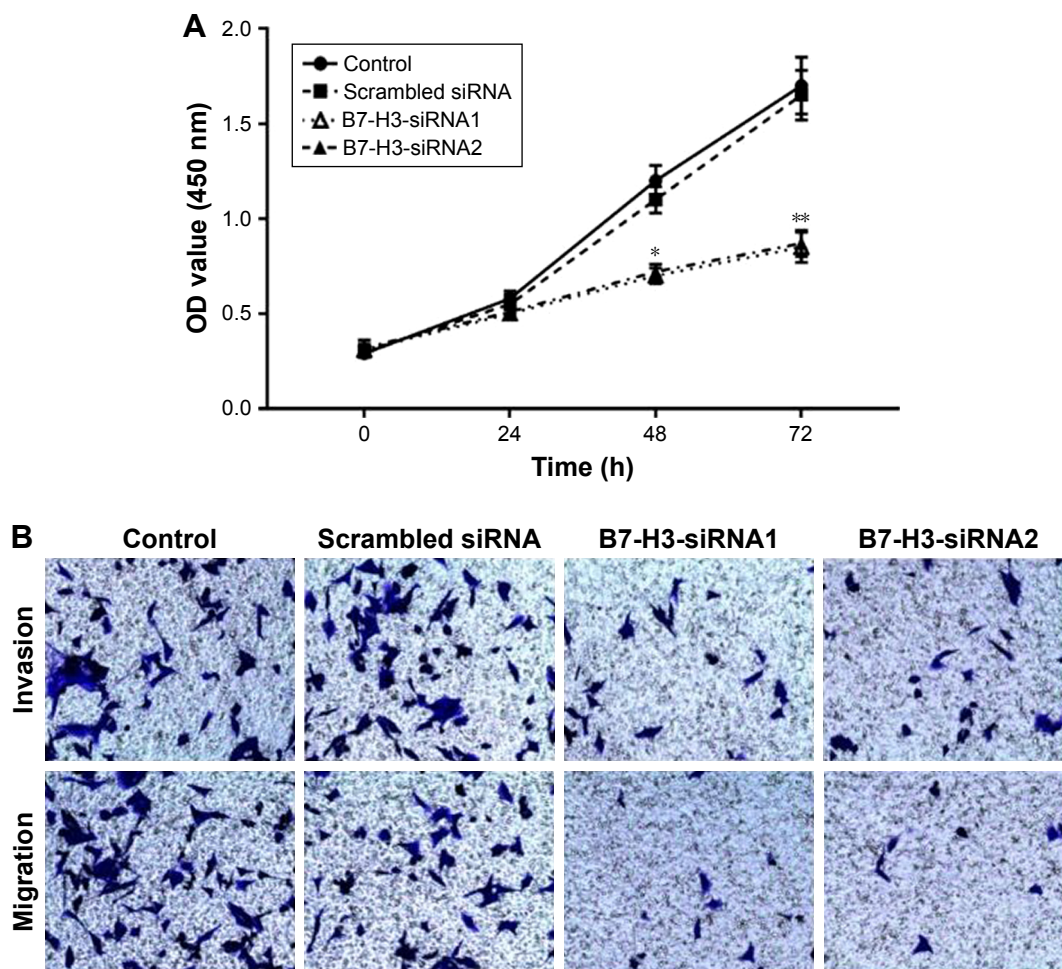 A
2.0
1.5
1.0
0.5
0.0
OD value (450 nm)
Control
Scrambled siRNA
B7-H3-siRNA1
B7-H3-siRNA2
*
**
0 24 48 72
Time (h)
B
Control Scrambled siRNA B7-H3-siRNA1 B7-H3-siRNA2
Invasion
Migration